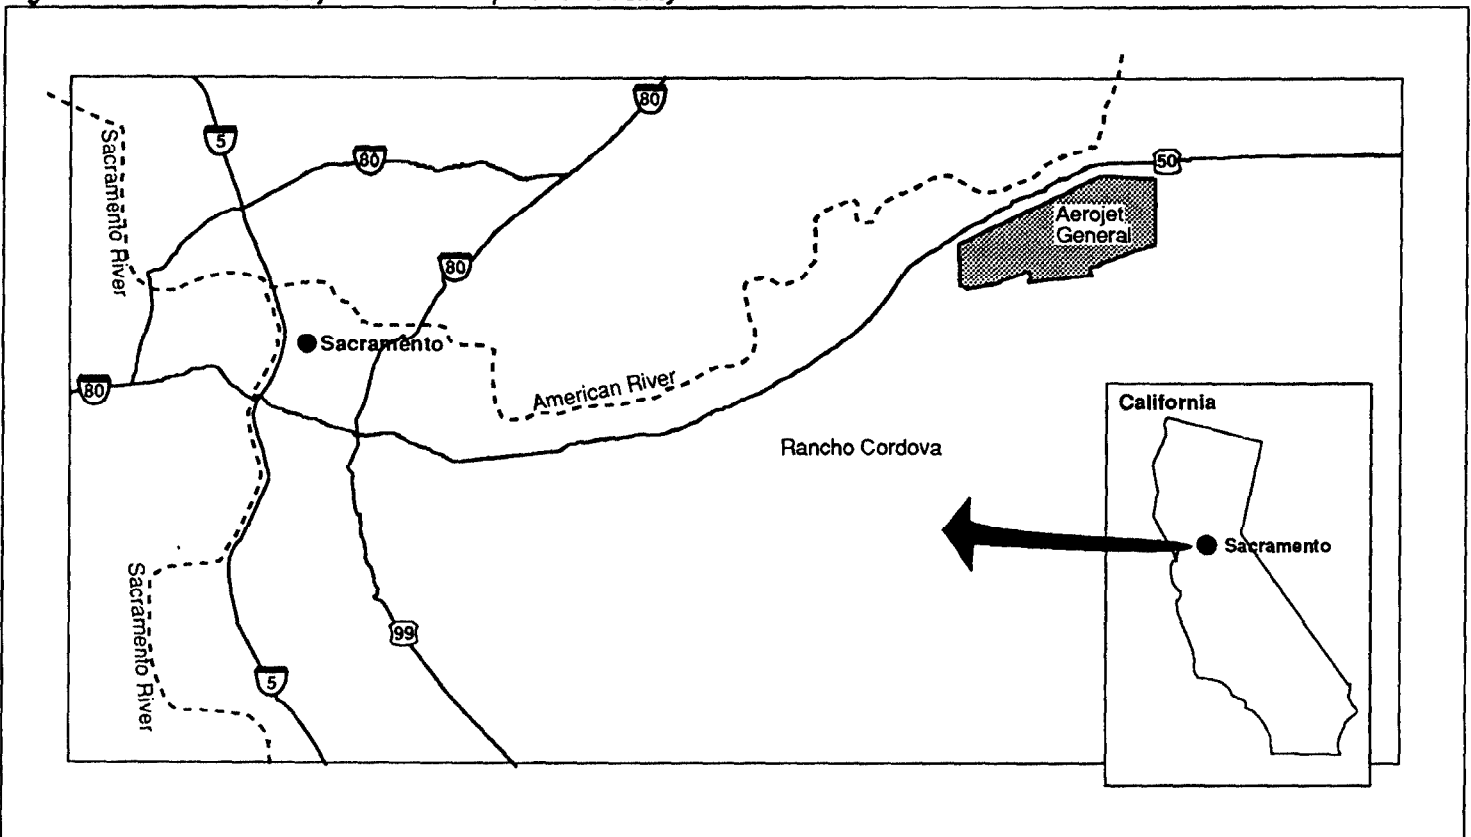 80
5
80
50
Sacramento River
Aerojet
General
80
Sacramento
80
American River
California
Rancho Cordova
Sacramento
Sacramento River
99
5